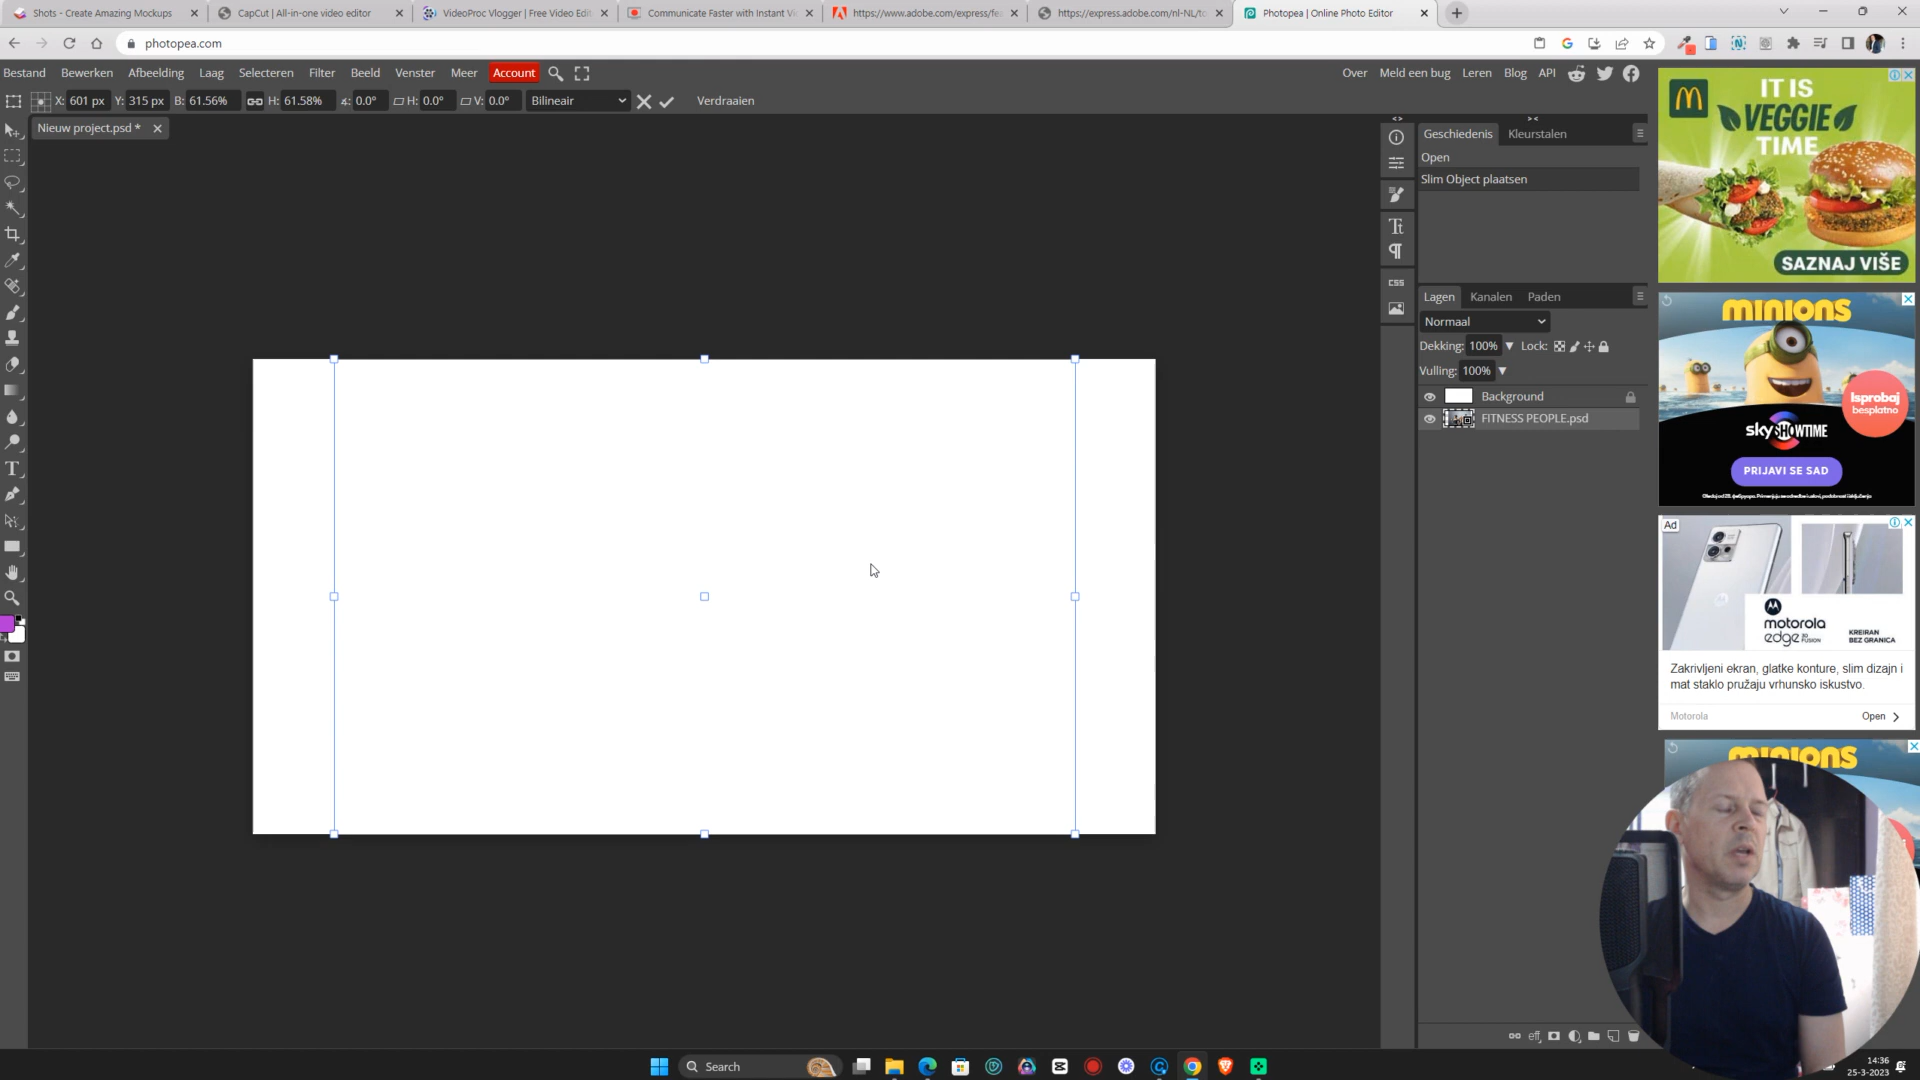 Shots - Create Amazing Mockups
CapCut | All-in-one video editor
VideoProc Vlogger | Free Video Edit
Communicate Faster with Instant Vi
https://www.adobe.com/express/fea
https://express.adobe.com/nl-NL/to
Photopea | Online Photo Editor
photopea.com
Bestand Bewerken Afbeelding Laag Selecteren Filter Beeld Venster Meer Account
Over Meld een bug Leren Blog API
X: 601 px Y: 315 px B: 61.56% H: 61.58% 0.0° H: 0.0° V: 0.0° Bilineair Verdraaien
Nieuw project.psd *
Geschiedenis Kleurstalen
Open
Slim Object plaatsen
CSS
Lagen Kanalen Paden
Normaal
Dekking: 100% Lock:
Vulling: 100%
Background
FITNESS PEOPLE.psd
eff
IT IS
VEGGIE
TIME
SAZNAJ VIŠE
MINIONS
Isprobaj
besplatno
sky SHOWTIME
PRIJAVI SE SAD
Ad
motorola
edge 30 FUSION
KREIRAN
BEZ GRANICA
Zakrivljeni ekran, glatke konture, slim dizajn i
mat staklo pružaju vrhunsko iskustvo.
Motorola
Open
MINIONS
Search
14:36
25-3-2023